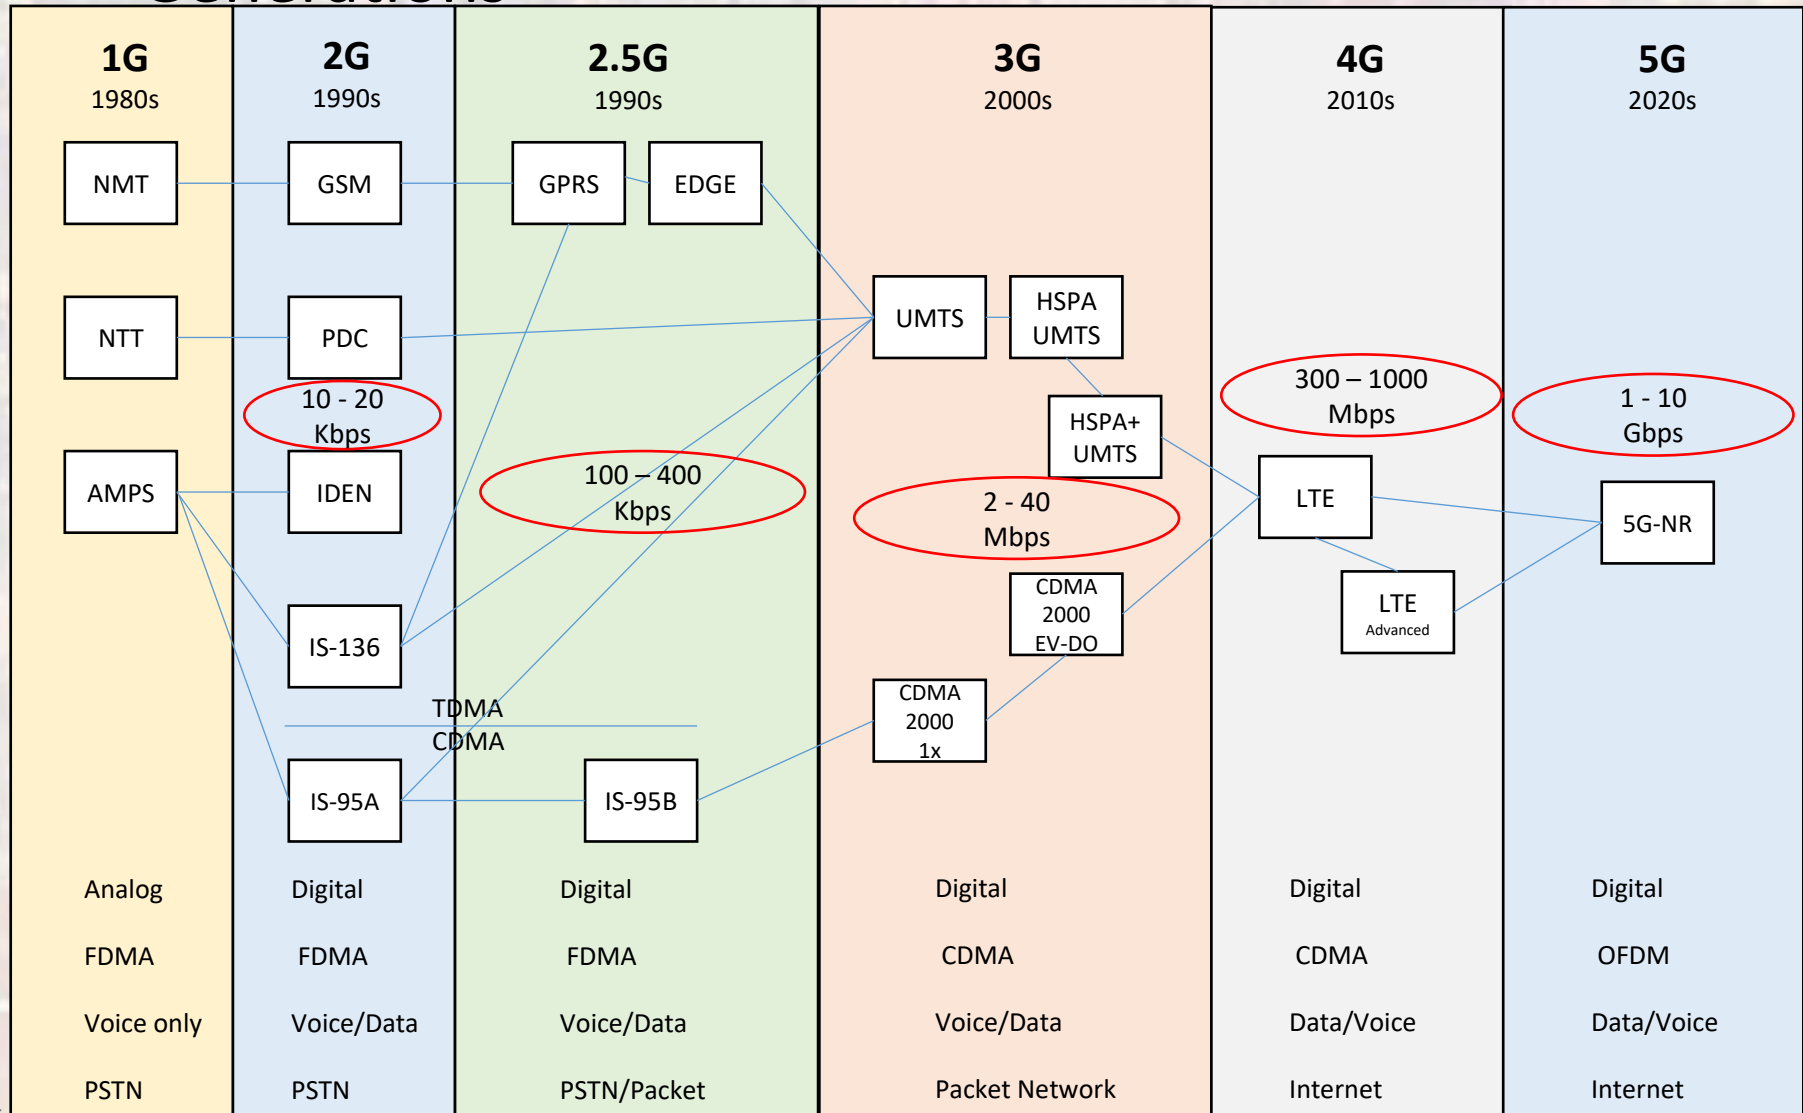 Generations
1G
1980s
2G
1990s
2.5G
1990s
3G
2000s
4G
2010s
5G
2020s
NMT
GSM
GPRS
EDGE
NTT
PDC
UMTS
HSPA
UMTS
10 - 20
Kbps
HSPA+
UMTS
300 – 1000
Mbps
1 - 10
Gbps
AMPS
IDEN
100 – 400
Kbps
2 - 40
Mbps
LTE
5G-NR
IS-136
CDMA
2000
EV-DO
LTE
Advanced
TDMA
CDMA
CDMA
2000
1x
IS-95A
IS-95B
Analog
Digital
Digital
Digital
Digital
Digital
FDMA
FDMA
FDMA
CDMA
CDMA
OFDM
Voice only
Voice/Data
Voice/Data
Voice/Data
Data/Voice
Data/Voice
PSTN
PSTN
PSTN/Packet
Packet Network
Internet
Internet